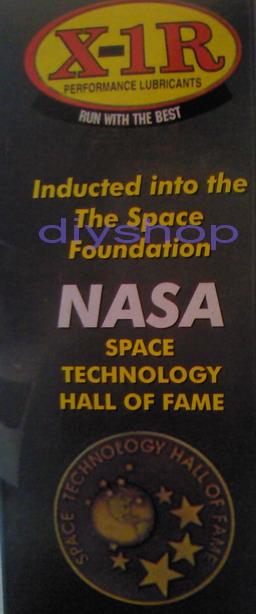 X-1R
PERFORMANCE LUBRICANTS
RUN WITH THE BEST
Inducted into the
The Space
diyshop
Foundation
NASA
SPACE
TECHNOLOGY
HALL OF FAME
SPACE TECHNOLOGY HALL OF FAME